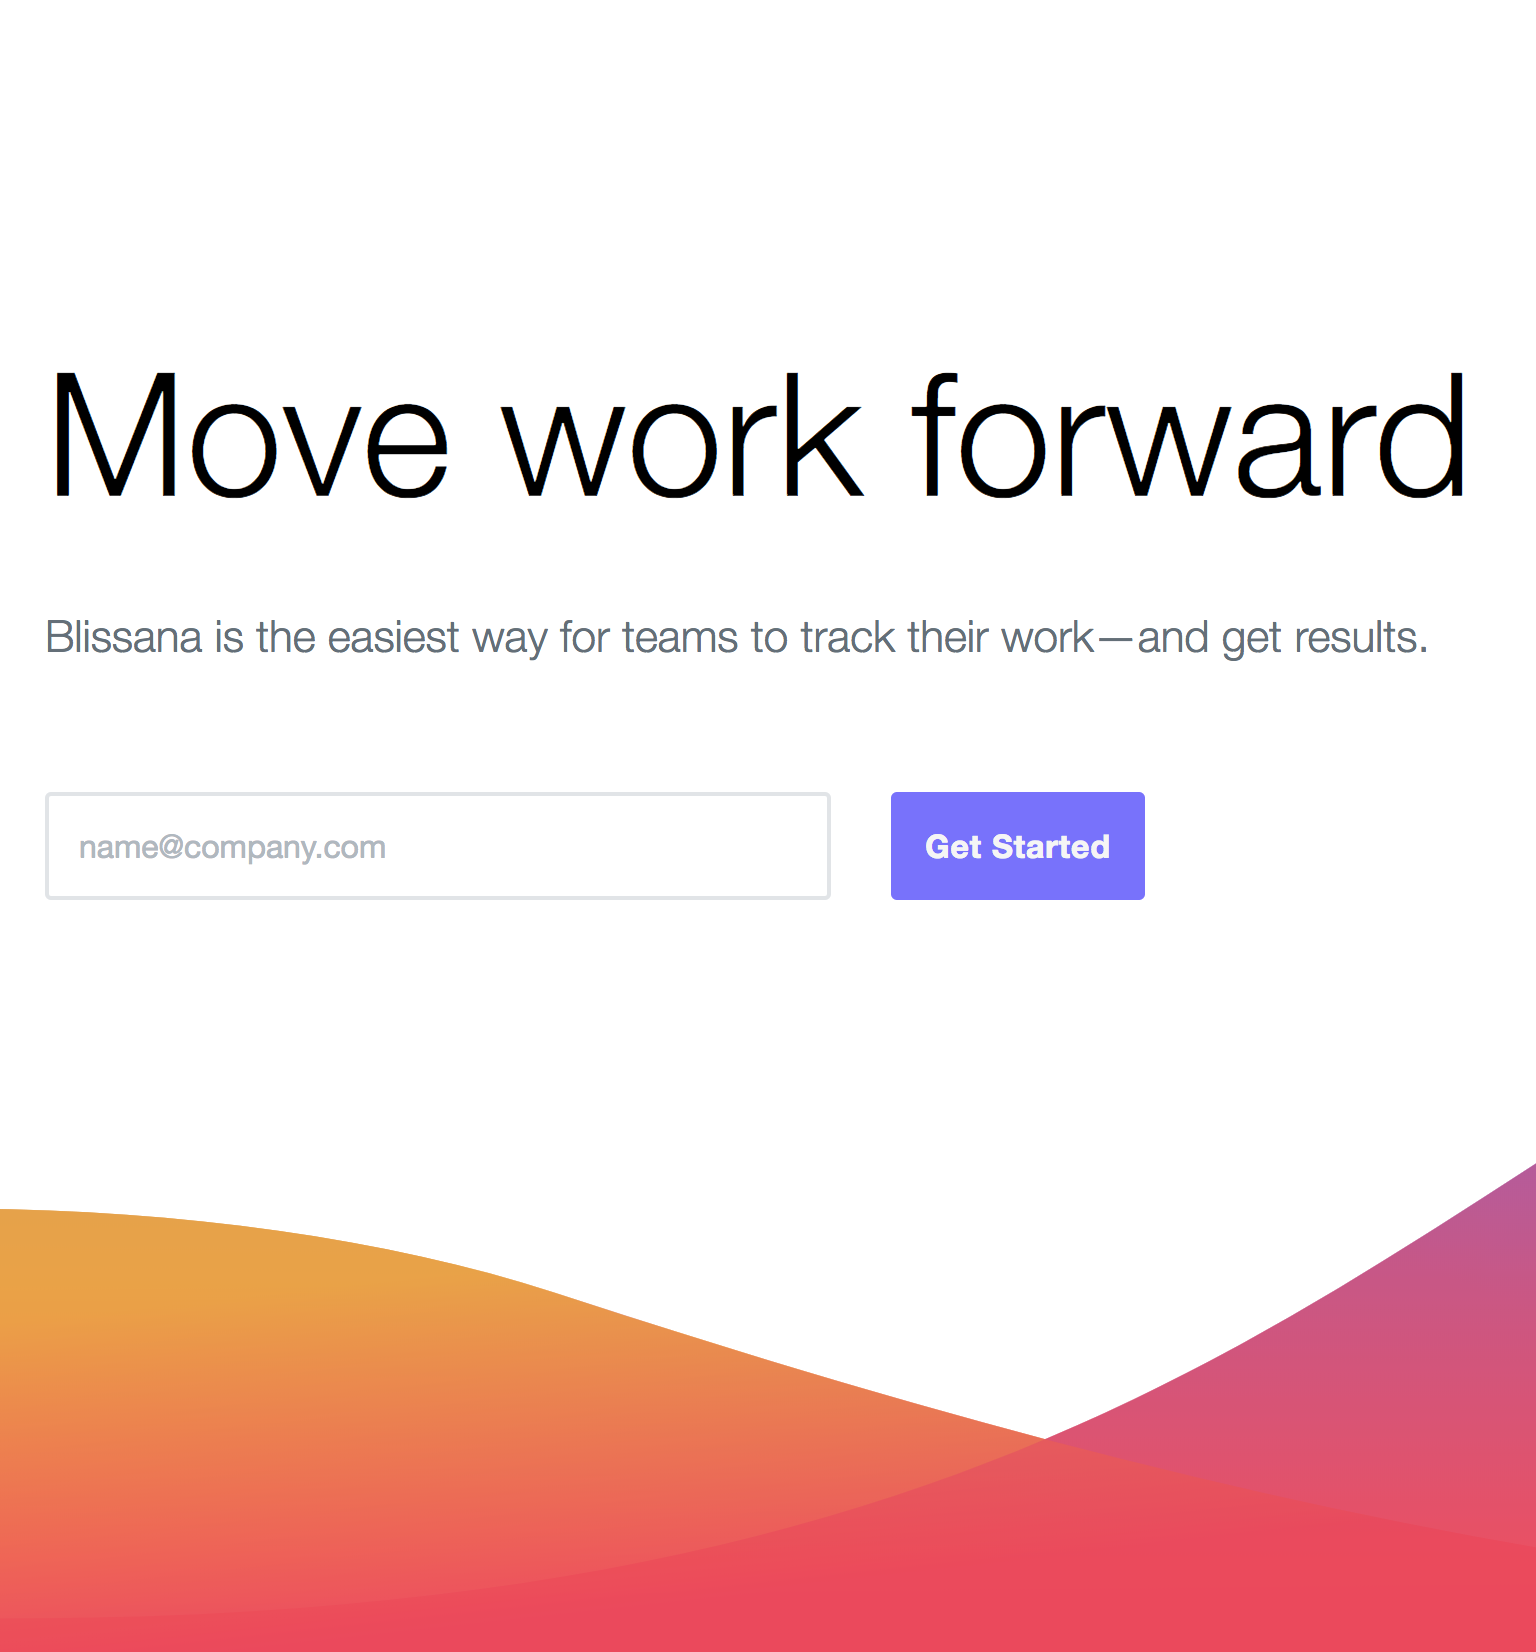 Move work forward
Blissana is the easiest way for teams to track their work—and get results.
name@company.com
Get Started